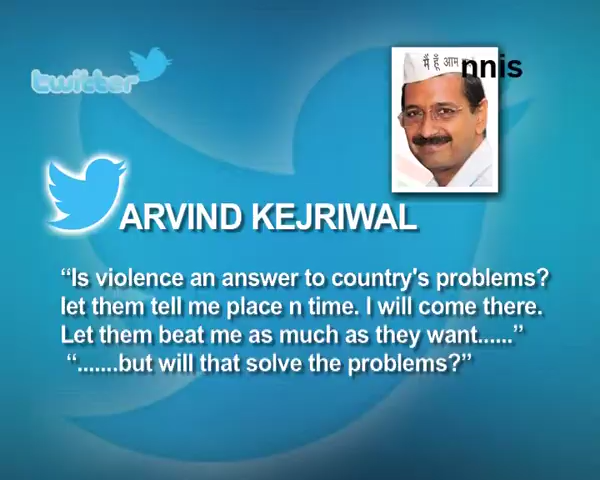 twitter
मैं हूँ आम
nnis
ARVIND KEJRIWAL
“Is violence an answer to country's problems?
let them tell me place n time. I will come there.
Let them beat me as much as they want......”
“.......but will that solve the problems?”